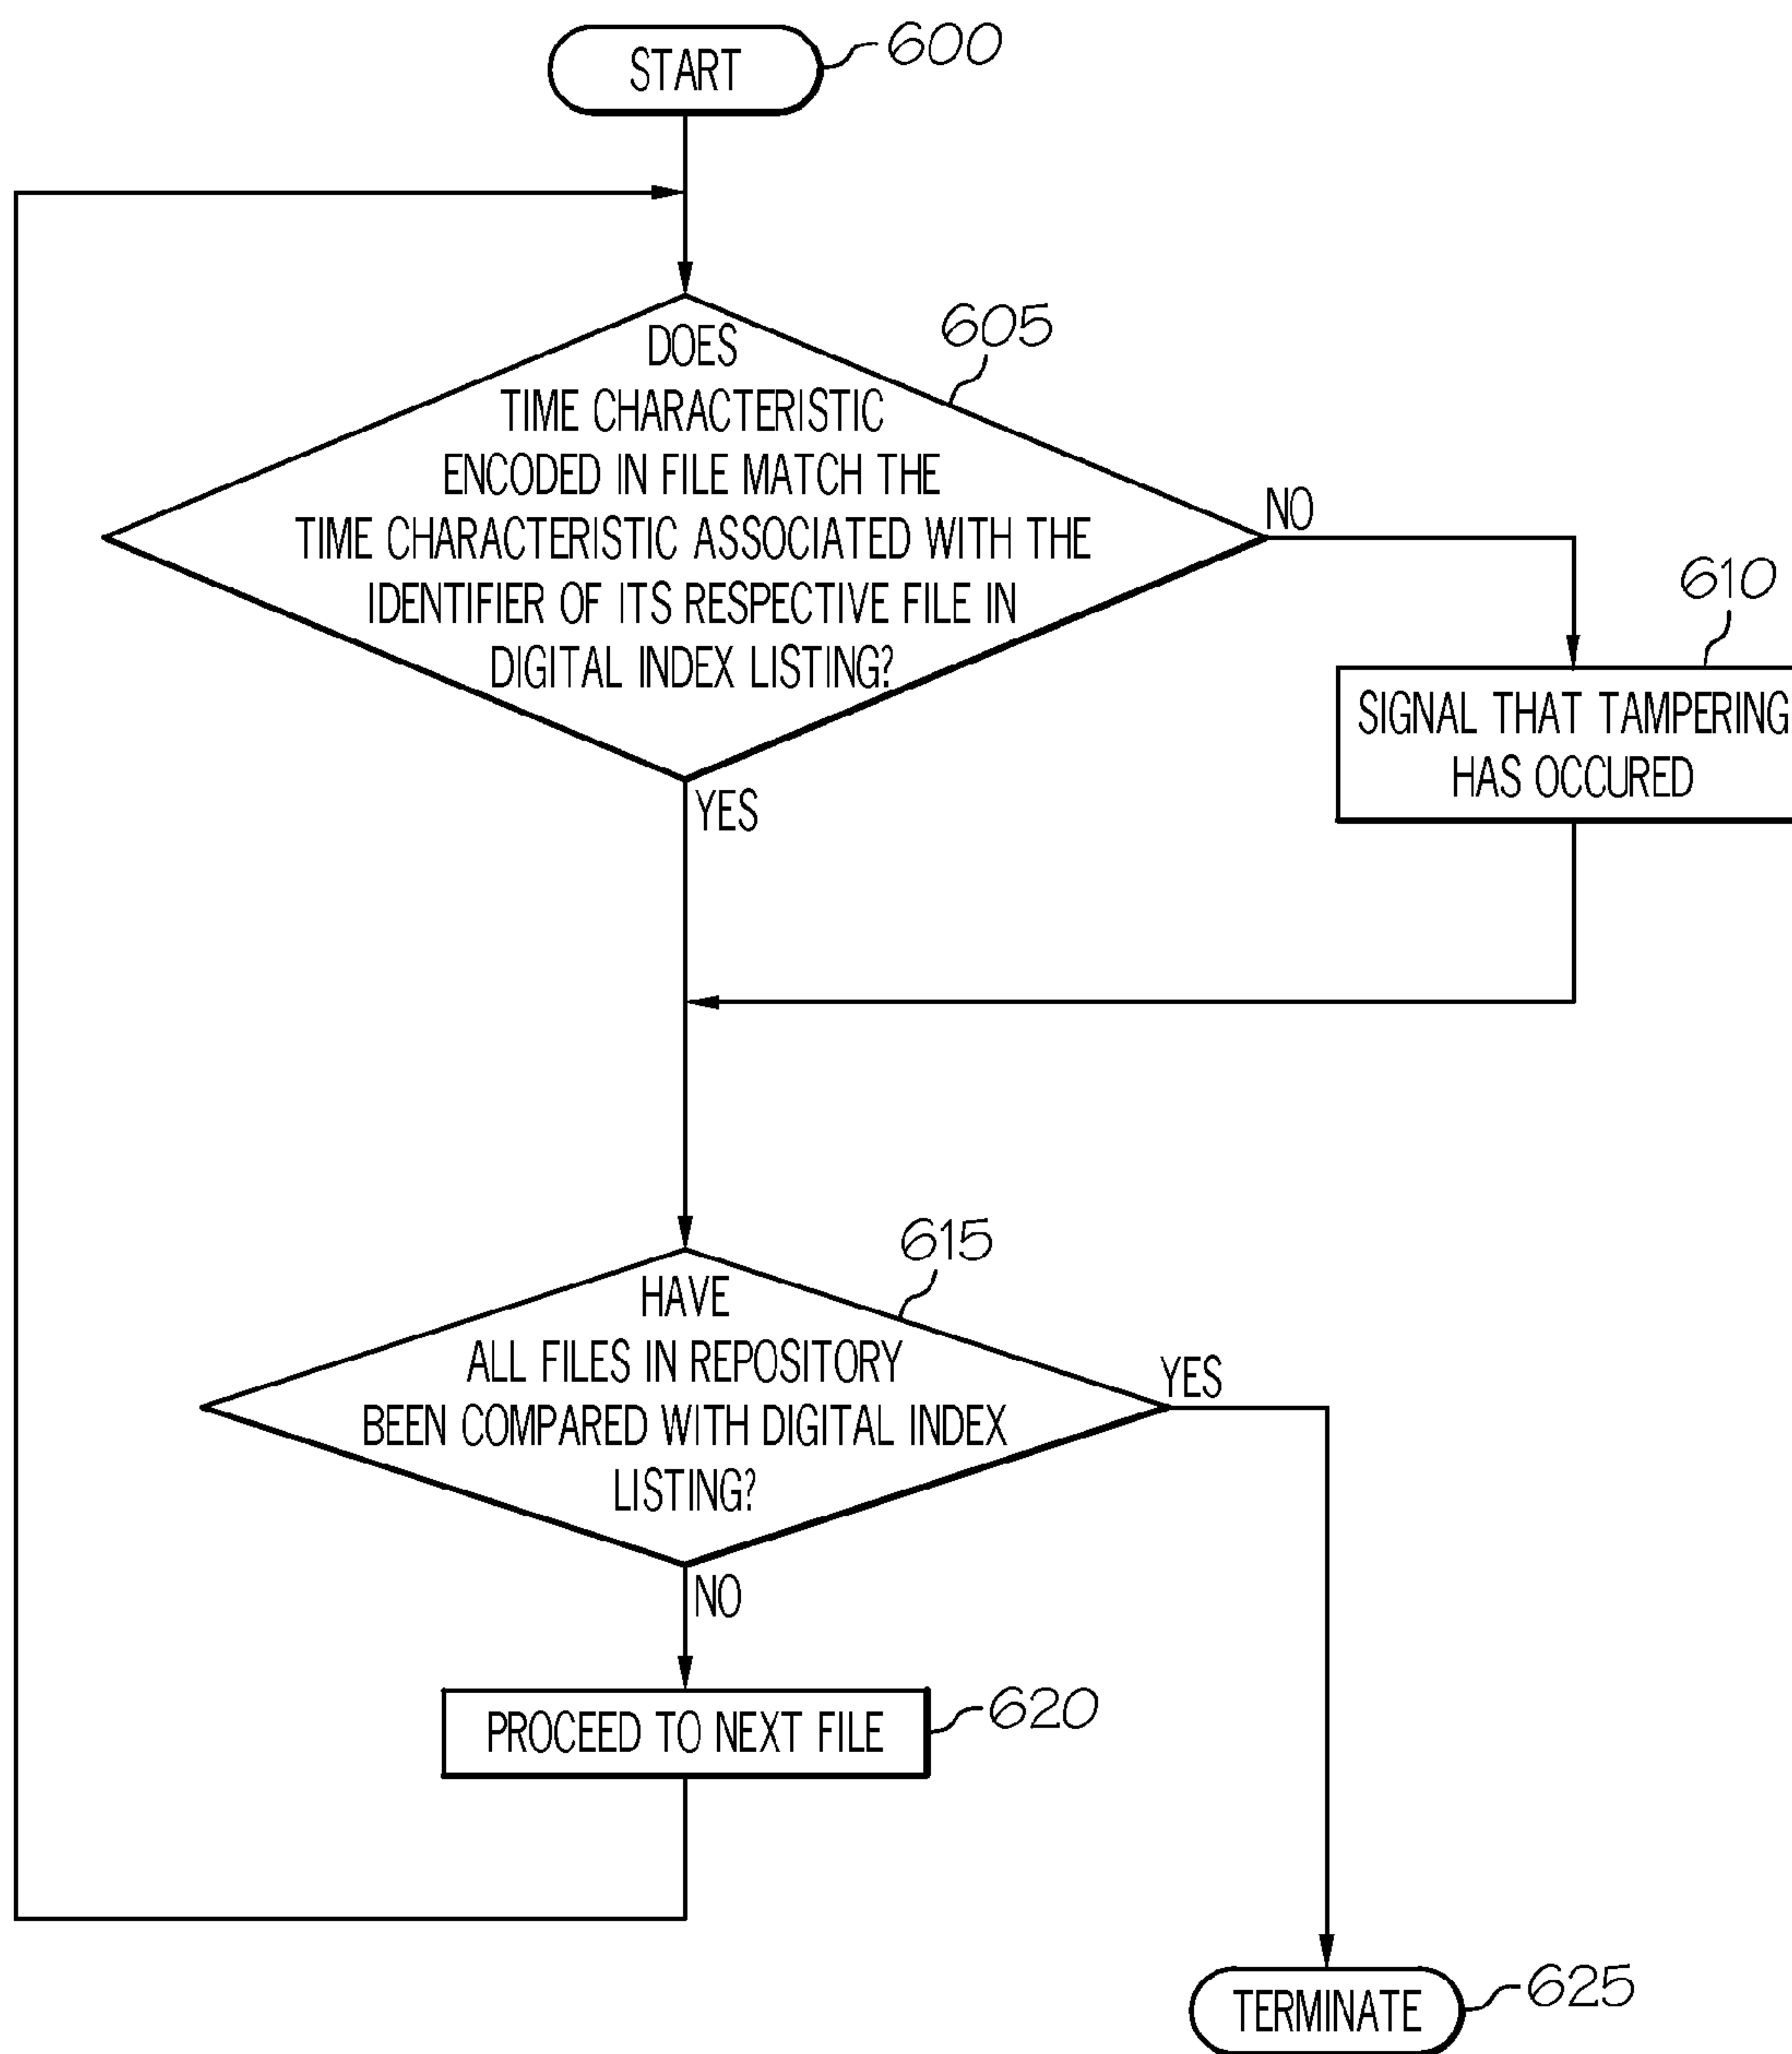 START
600
DOES
TIME CHARACTERISTIC
ENCODED IN FILE MATCH THE
TIME CHARACTERISTIC ASSOCIATED WITH THE
IDENTIFIER OF ITS RESPECTIVE FILE IN
DIGITAL INDEX LISTING?
605
NO
610
SIGNAL THAT TAMPERING
HAS OCCURED
YES
615
HAVE
ALL FILES IN REPOSITORY
BEEN COMPARED WITH DIGITAL INDEX
LISTING?
YES
NO
PROCEED TO NEXT FILE
620
TERMINATE
625